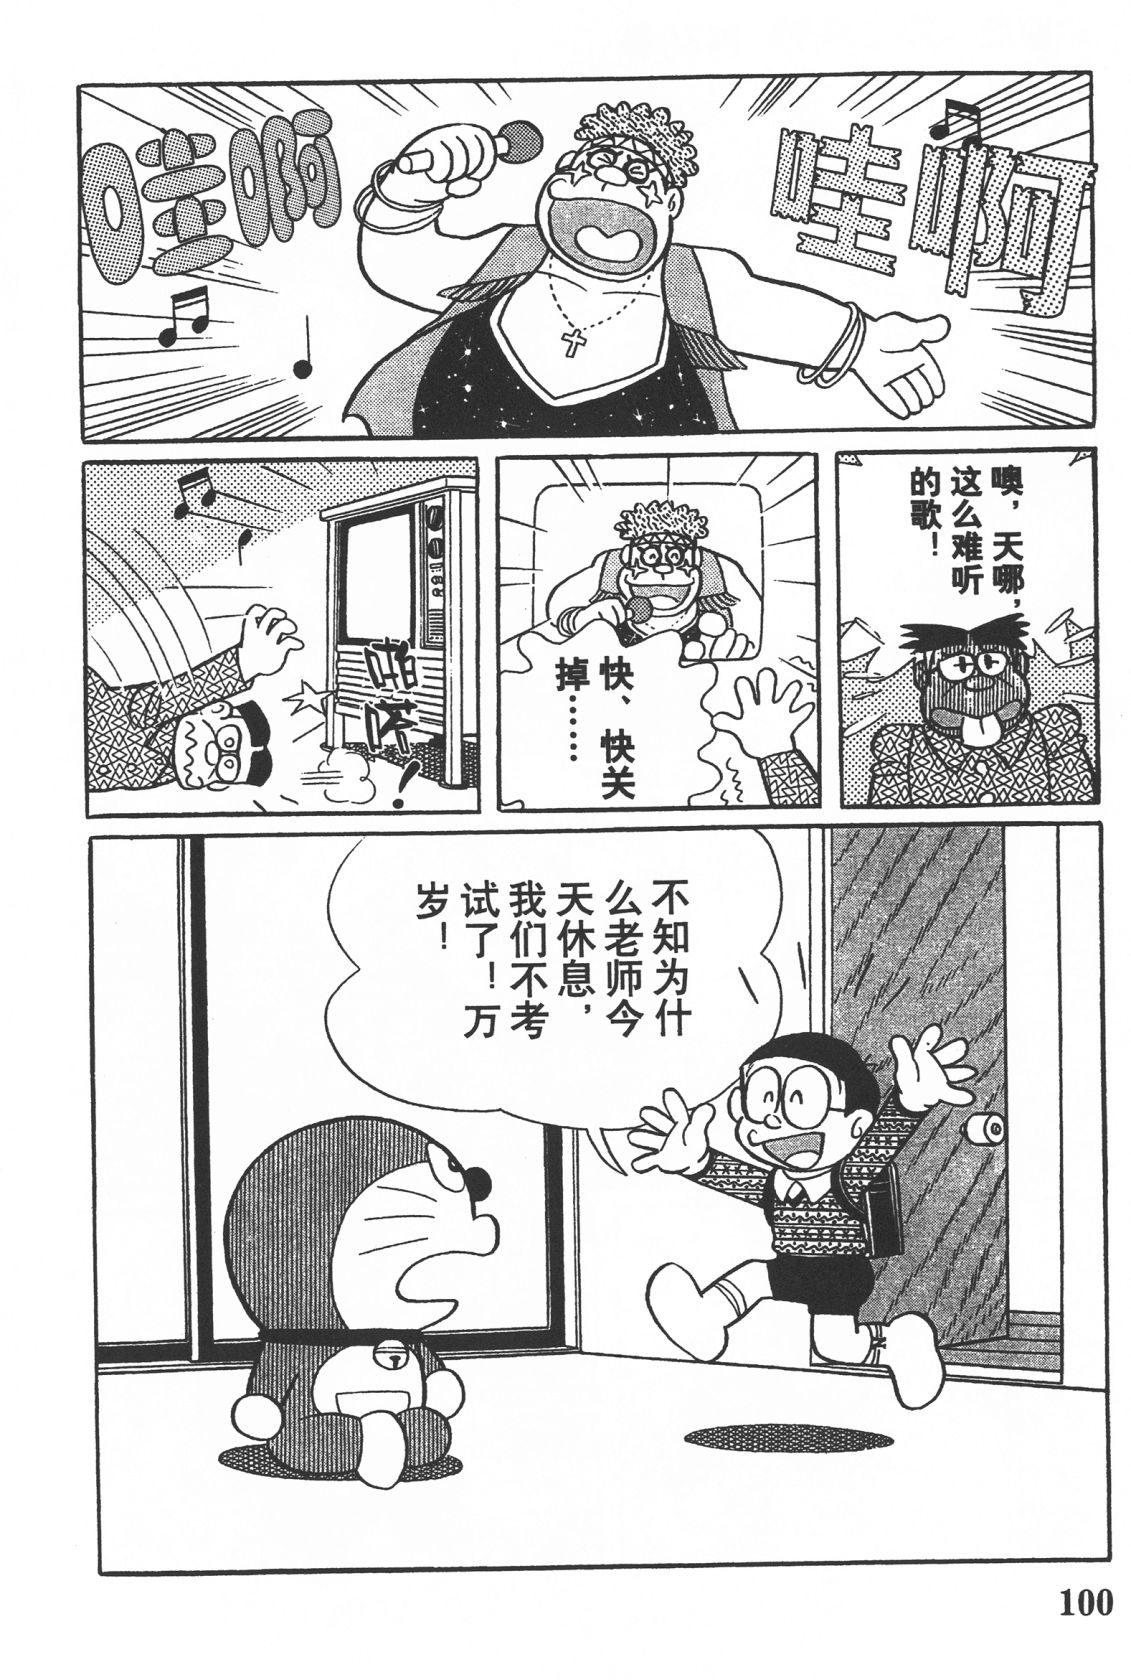 哇啊
哇啊
噢，天哪，
这么难听
的歌！
快、快关
掉……
啪嗒！
不知为什
么老师今
天休息，
我们不考
试了！万
岁！
100